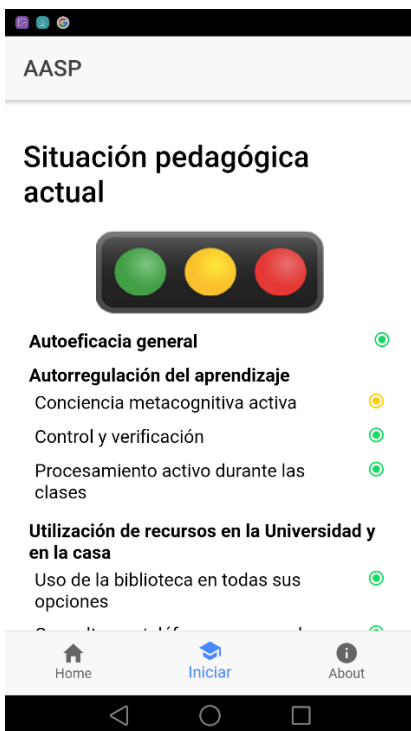 AASP
Situación pedagógica
actual
Autoeficacia general
Autorregulación del aprendizaje
Conciencia metacognitiva activa
Control y verificación
Procesamiento activo durante las
clases
Utilización de recursos en la Universidad y
en la casa
Uso de la biblioteca en todas sus
opciones
Home
Iniciar
About